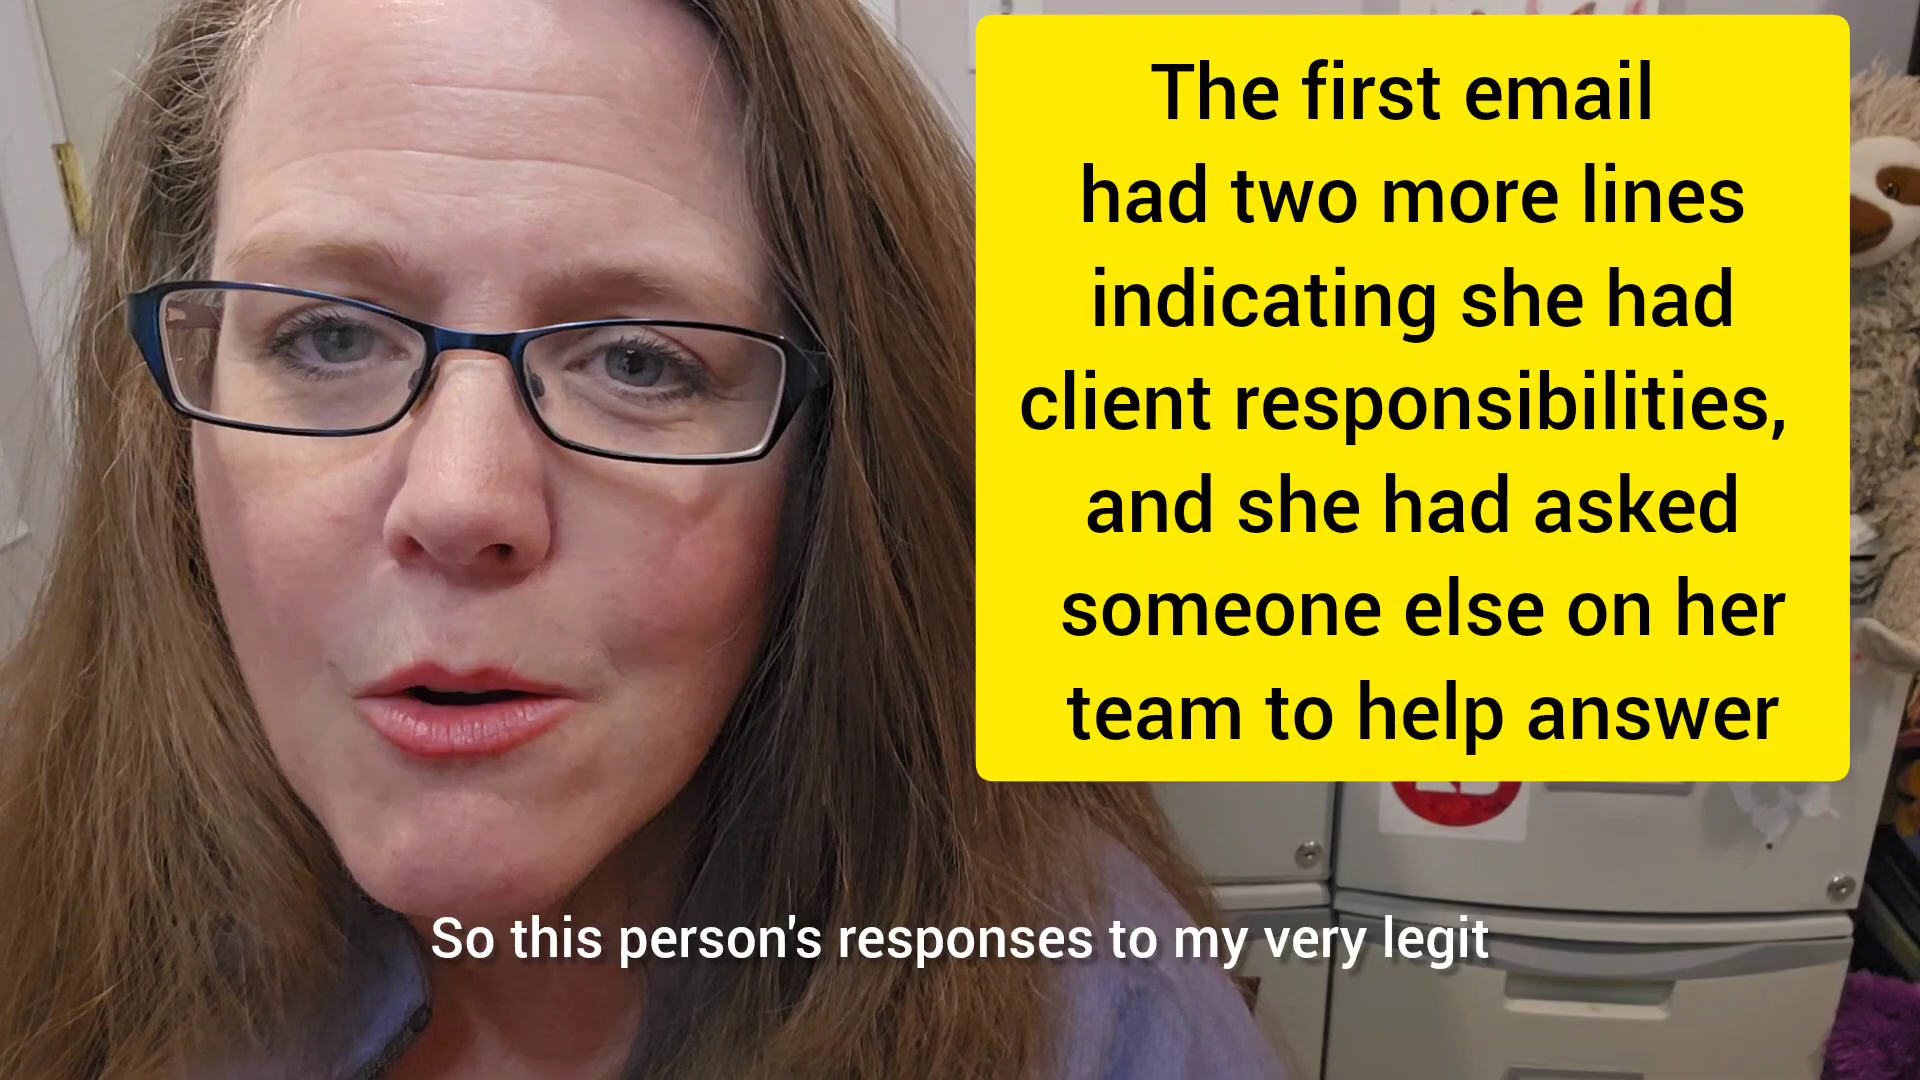 The first email
had two more lines
indicating she had
client responsibilities,
and she had asked
someone else on her
team to help answer
So this person's responses to my very legit